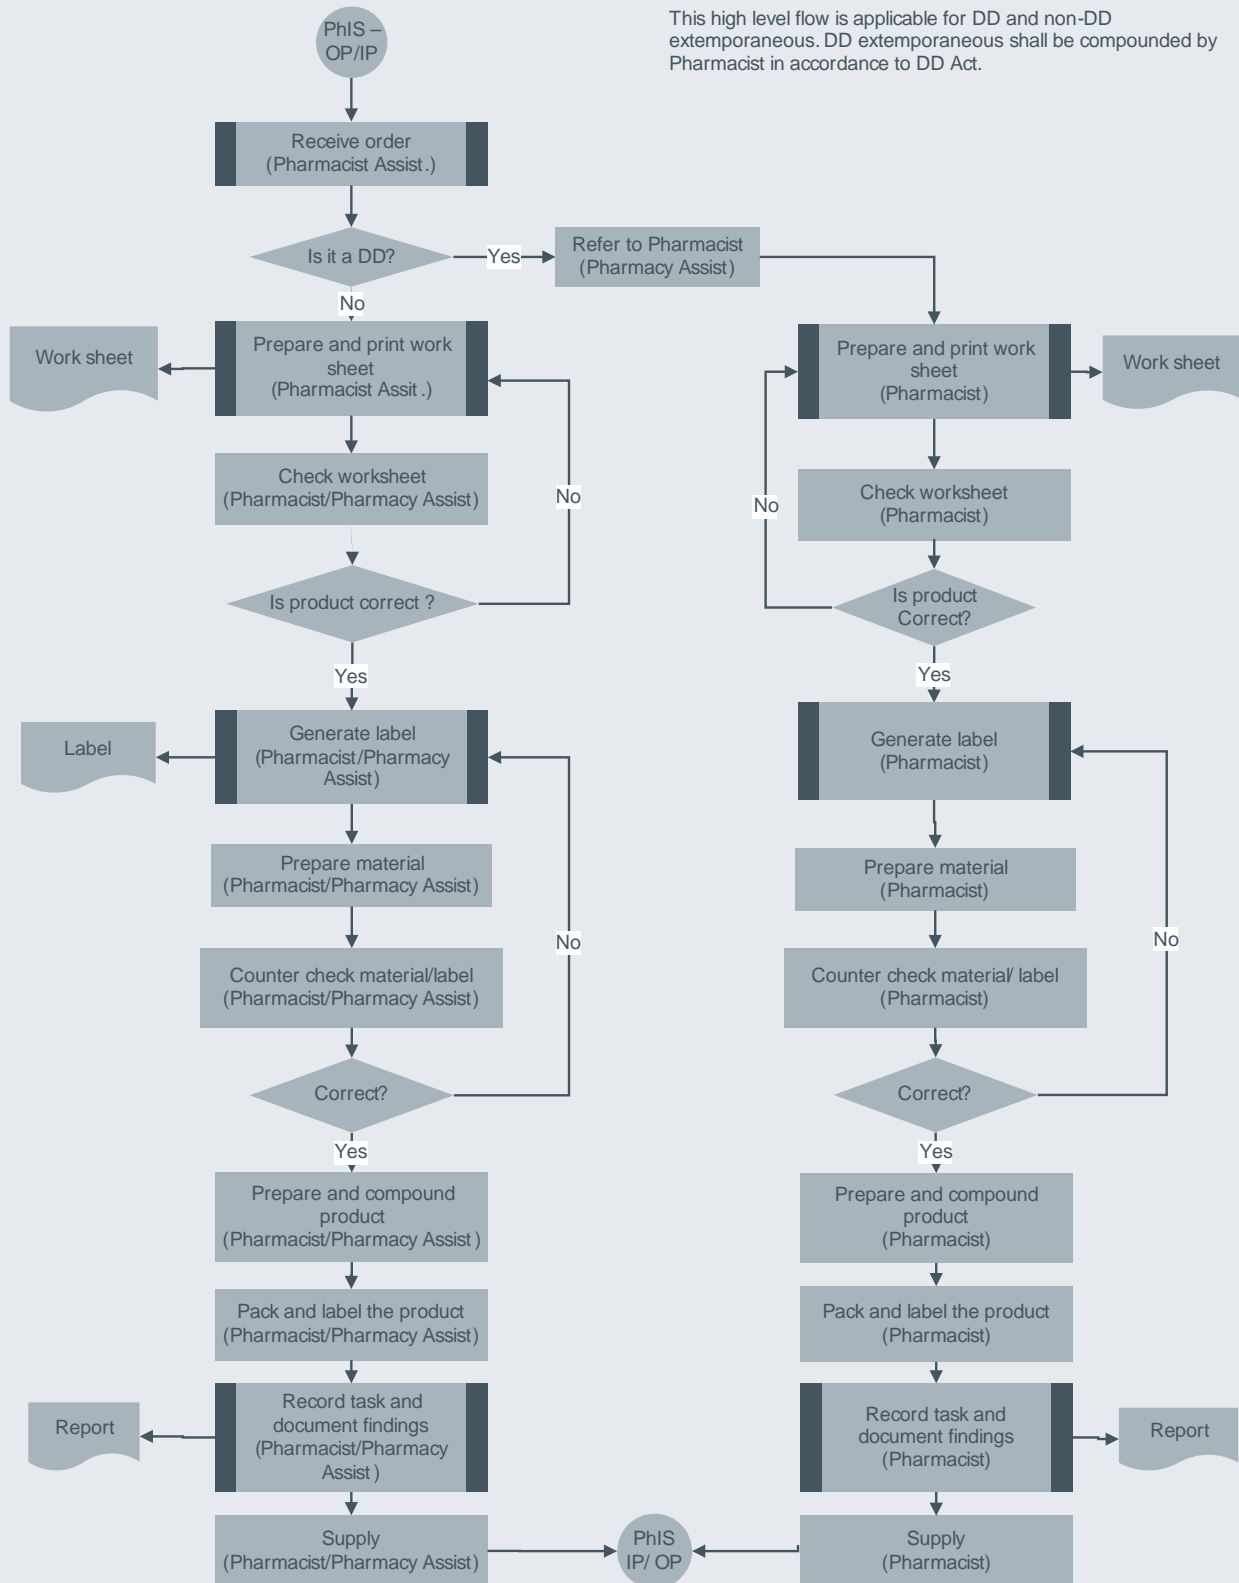 PhIS –
OP/IP
This high level flow is applicable for DD and non-DD
extemporaneous. DD extemporaneous shall be compounded by
Pharmacist in accordance to DD Act.
Receive order
(Pharmacist Assist.)
Is it a DD?
Yes
Refer to Pharmacist
(Pharmacy Assist)
No
Work sheet
Prepare and print work
sheet
(Pharmacist Assit.)
Check worksheet
(Pharmacist/Pharmacy Assist)
No
Is product correct ?
Yes
Label
Generate label
(Pharmacist/Pharmacy
Assist)
Prepare material
(Pharmacist/Pharmacy Assist)
No
Counter check material/label
(Pharmacist/Pharmacy Assist)
Correct?
Yes
Prepare and compound
product
(Pharmacist/Pharmacy Assist)
Pack and label the product
(Pharmacist/Pharmacy Assist)
Report
Record task and
document findings
(Pharmacist/Pharmacy
Assist)
Supply
(Pharmacist/Pharmacy Assist)
Prepare and print work
sheet
(Pharmacist)
Work sheet
No
Check worksheet
(Pharmacist)
Is product
Correct?
Yes
Generate label
(Pharmacist)
Prepare material
(Pharmacist)
No
Counter check material/ label
(Pharmacist)
Correct?
Yes
Prepare and compound
product
(Pharmacist)
Pack and label the product
(Pharmacist)
Record task and
document findings
(Pharmacist)
Report
Supply
(Pharmacist)
PhIS
IP/ OP